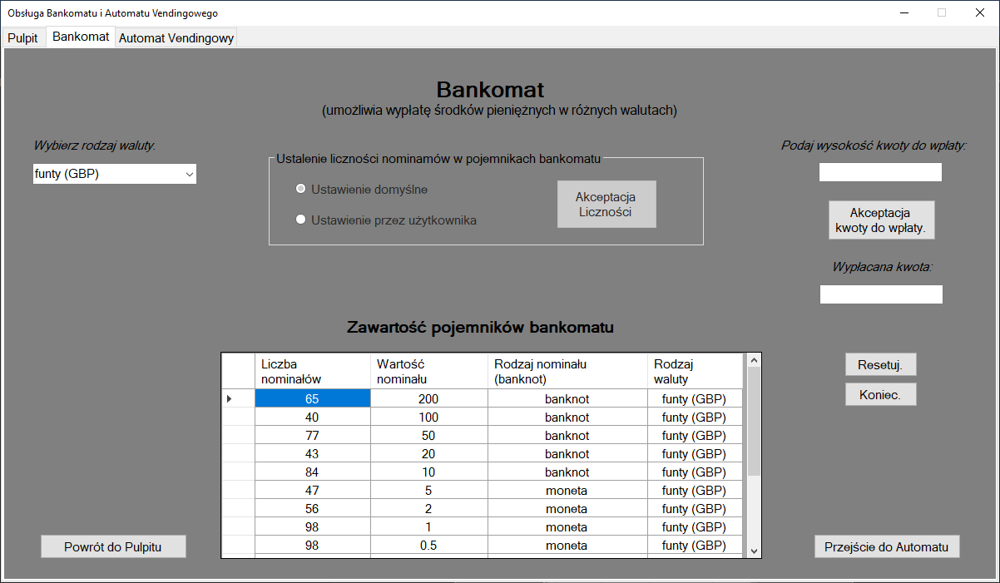 Obsługa Bankomatu i Automatu Vendingowego
Pulpit Bankomat Automat Vendingowy
Bankomat
(umożliwia wypłatę środków pieniężnych w różnych walutach)
Wybierz rodzaj waluty.
funty (GBP)
Ustalenie liczności nominamów w pojemnikach bankomatu
Ustawienie domyślne
Ustawienie przez użytkownika
Akceptacja
Liczności
Podaj wysokość kwoty do wpłaty:
Akceptacja
kwoty do wpłaty.
Wypłacana kwota:
Zawartość pojemników bankomatu
Liczba nominałów Wartość nominału Rodzaj nominału (banknot) Rodzaj waluty
65 200 banknot funty (GBP)
40 100 banknot funty (GBP)
77 50 banknot funty (GBP)
43 20 banknot funty (GBP)
84 10 banknot funty (GBP)
47 5 moneta funty (GBP)
56 2 moneta funty (GBP)
98 1 moneta funty (GBP)
98 0.5 moneta funty (GBP)
Resetuj.
Koniec.
Powrót do Pulpitu
Przejście do Automatu